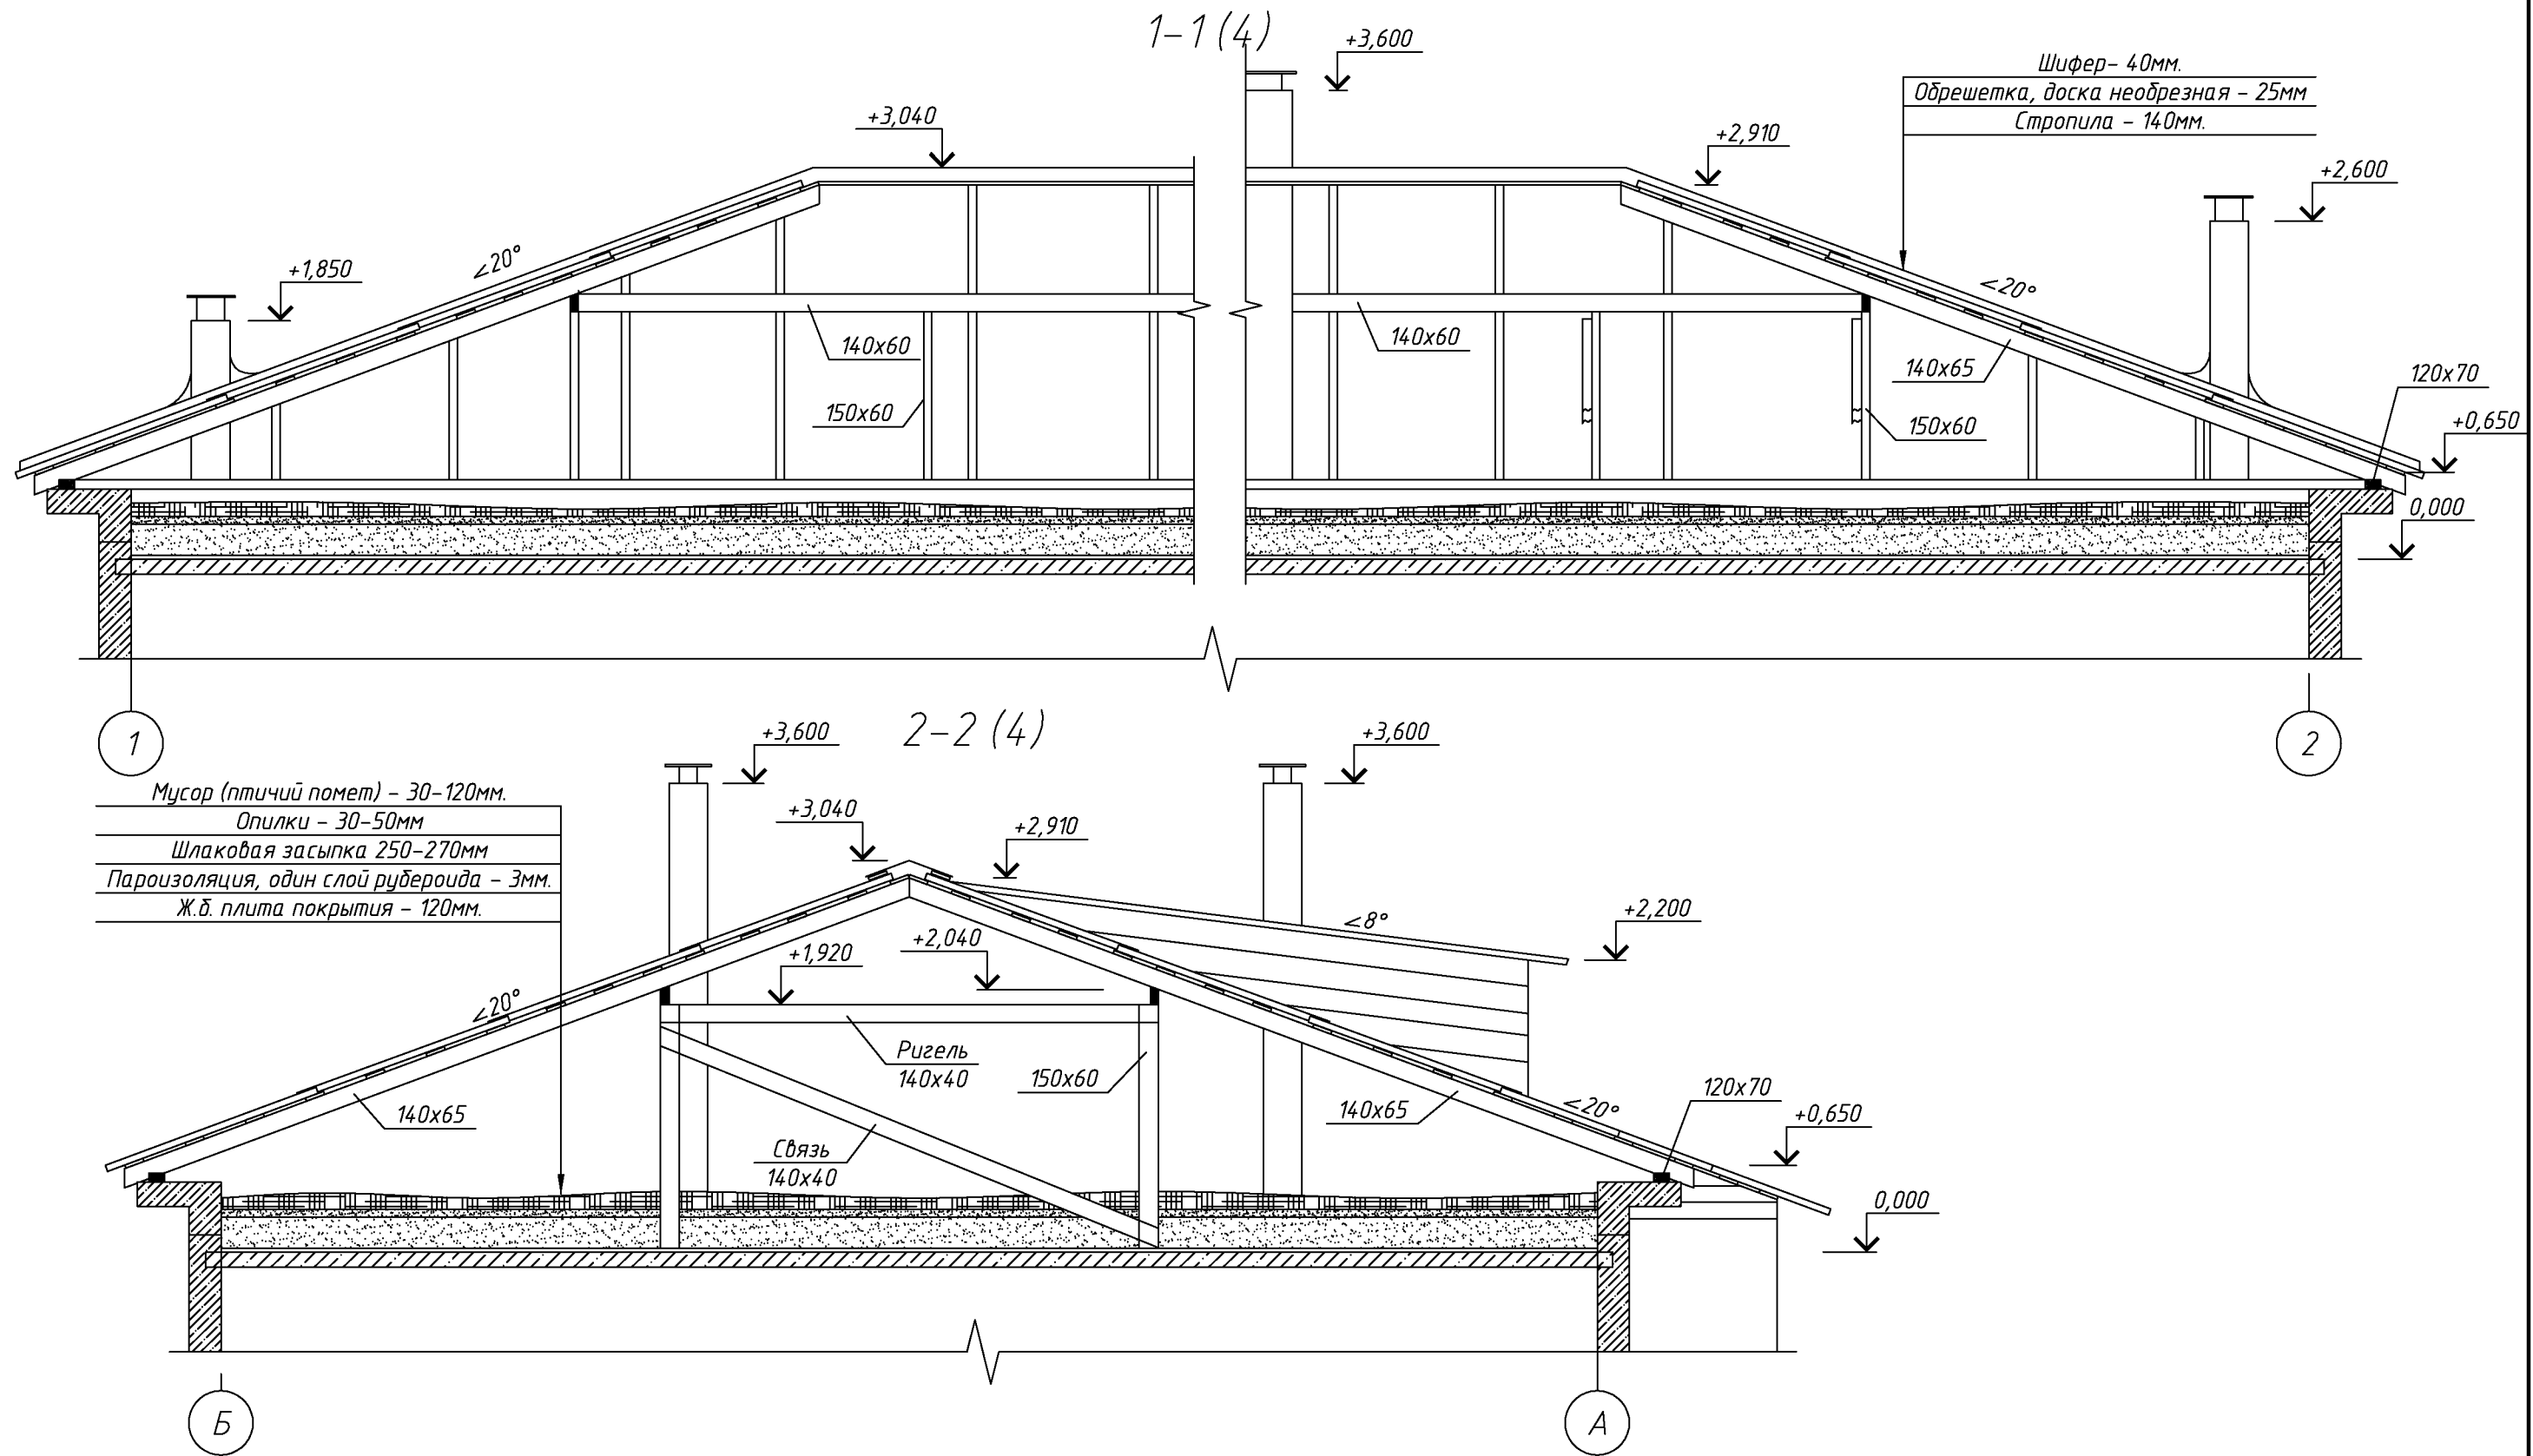 1-1 (4)
+3,600
Шифер- 40мм.
Обрешетка, доска необрезная - 25мм
Стропила - 140мм.
+3,040
+2,910
+2,600
<20°
+1,850
<20°
140х60
140х60
140х65
120х70
150х60
150х60
+0,650
0,000
1
2
2-2 (4)
+3,600
+3,600
Мусор (птичий помет) - 30-120мм.
Опилки - 30-50мм
Шлаковая засыпка 250-270мм
Пароизоляция, один слой рубероида - 3мм.
Ж.б. плита покрытия - 120мм.
+3,040
+2,910
<8°
+2,200
+1,920
+2,040
<20°
Ригель
140х40
150х60
140х65
140х65
<20°
120х70
+0,650
Связь
140х40
0,000
Б
А